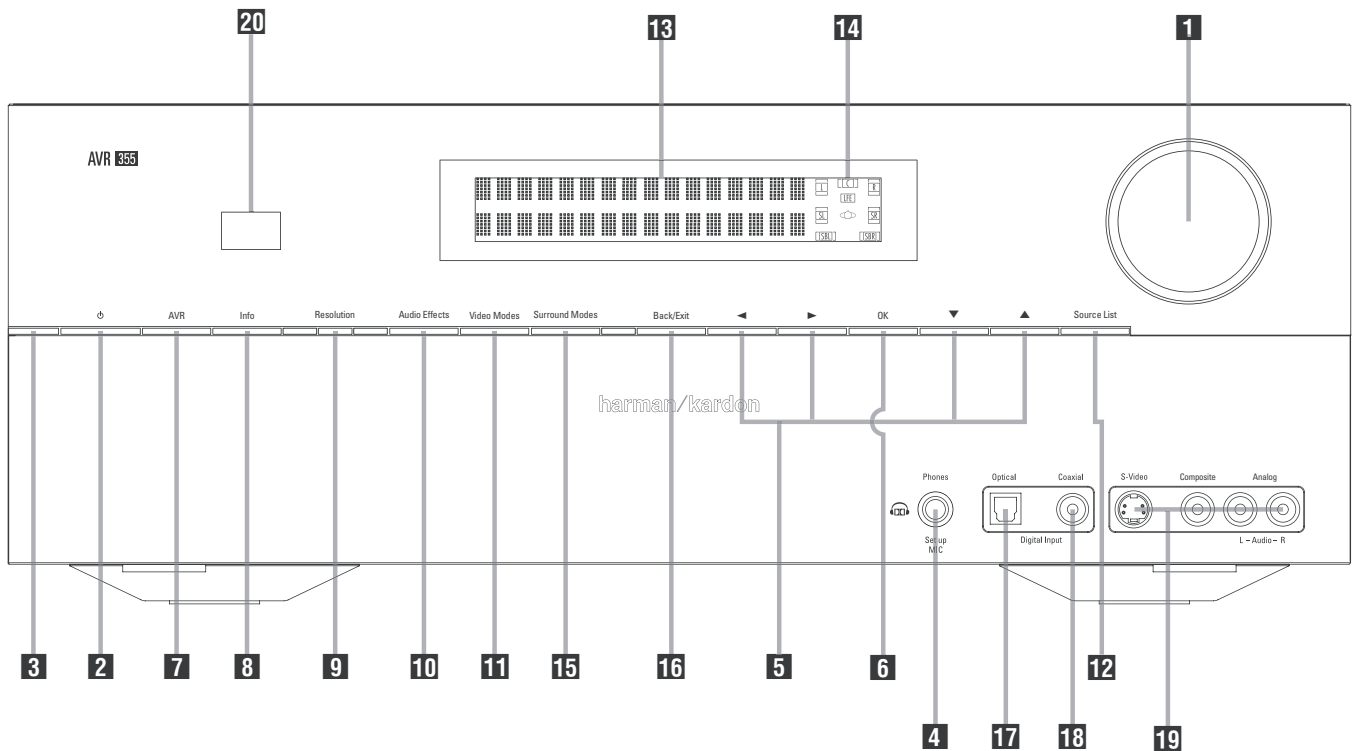 20 13 14 1
AVR 355
L C R
LFE
SL SR
[SBL] [SBR]
AVR Info Resolution Audio Effects Video Modes Surround Modes Back/Exit ◄ ► OK ▼ ▲ Source List
harman/kardon
Phones Optical Coaxial S-Video Composite Analog
Set up MIC
Digital Input
L – Audio – R
3 2 7 8 9 10 11 15 16 5 6 12
4 17 18 19